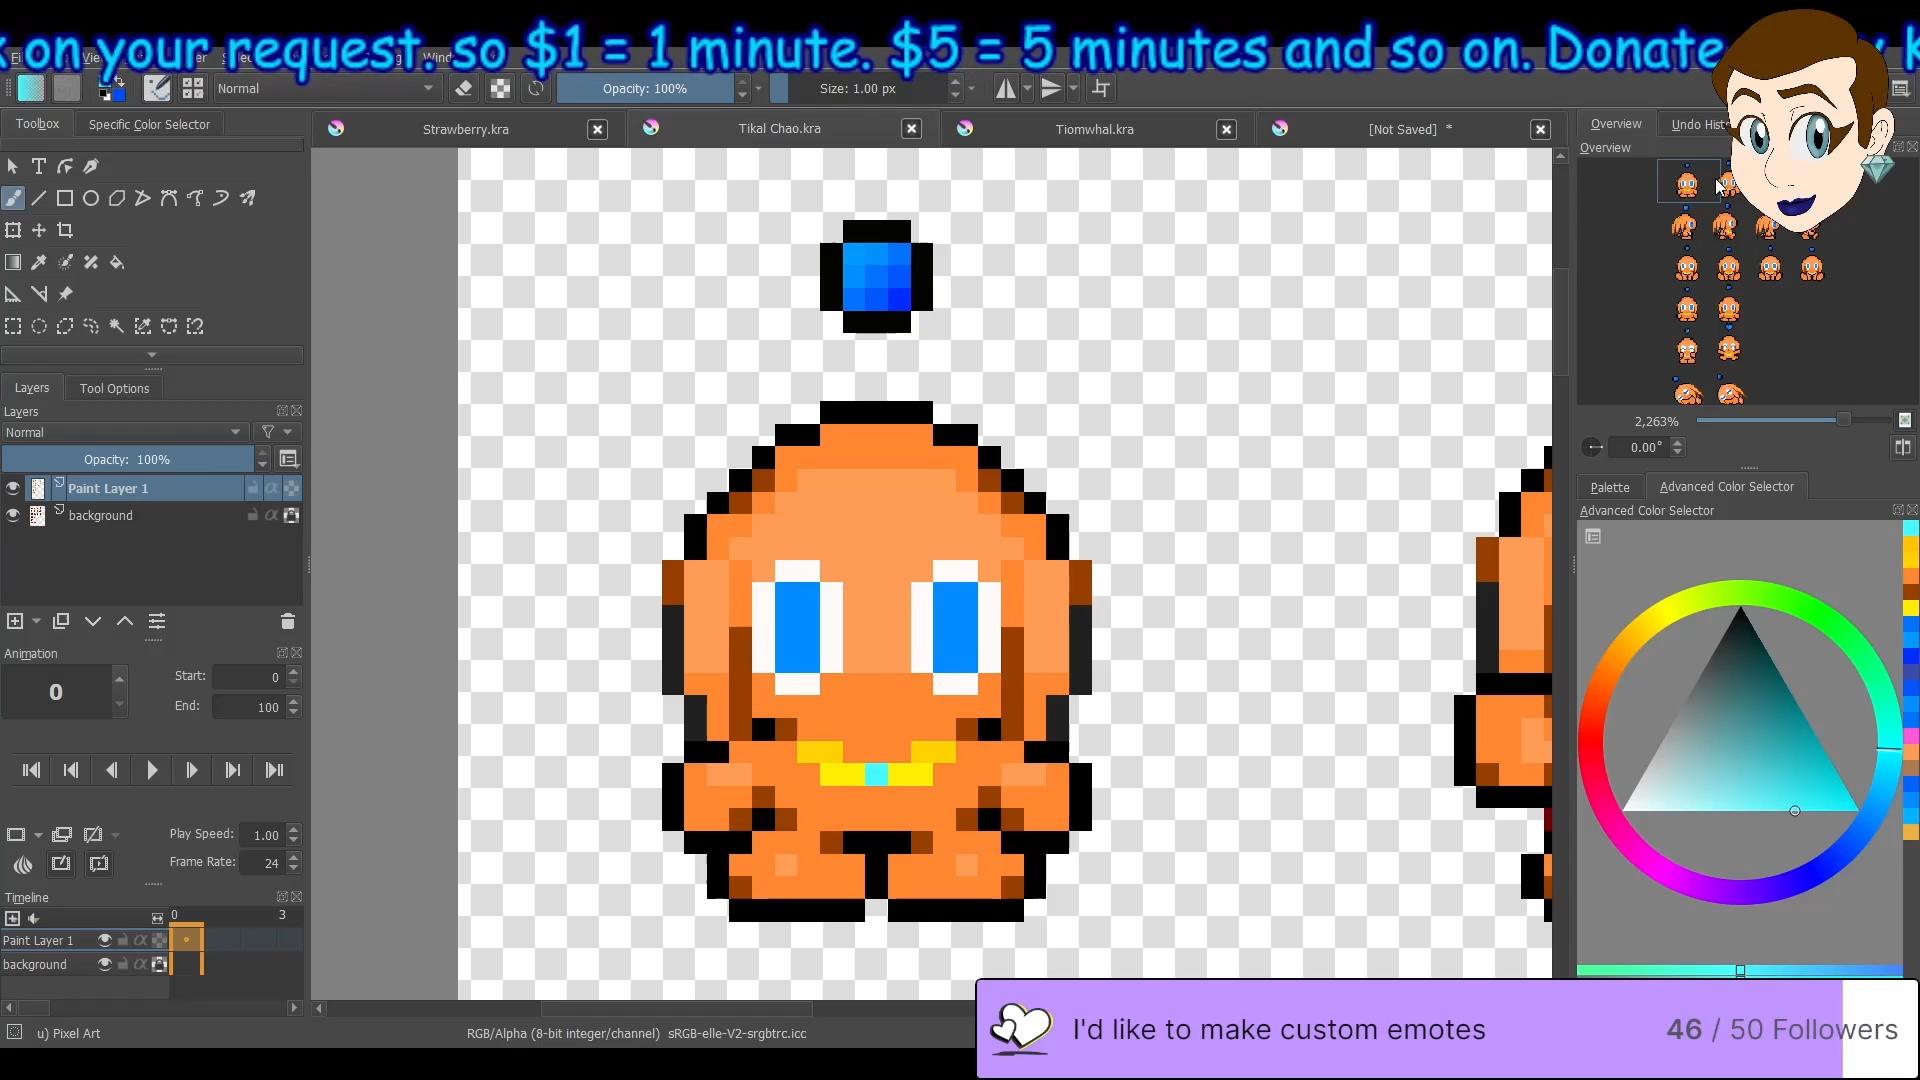 on your request. so $1 = 1 minute. $5 = 5 minutes and so on. Donate
Normal
Opacity: 100%
Size: 1.00 px
Toolbox
Specific Color Selector
Strawberry.kra
Tikal Chao.kra
Tiomwhal.kra
[Not Saved] *
Overview
Undo Hist
Overview
Layers
Tool Options
Layers
Normal
Opacity: 100%
Paint Layer 1
background
2,263%
0.00°
Palette
Advanced Color Selector
Advanced Color Selector
Animation
0
Start:
0
End:
100
Play Speed:
1.00
Frame Rate:
24
Timeline
0
3
Paint Layer 1
background
u) Pixel Art
RGB/Alpha (8-bit integer/channel) sRGB-elle-V2-srgbtrc.icc
I'd like to make custom emotes
46 / 50 Followers